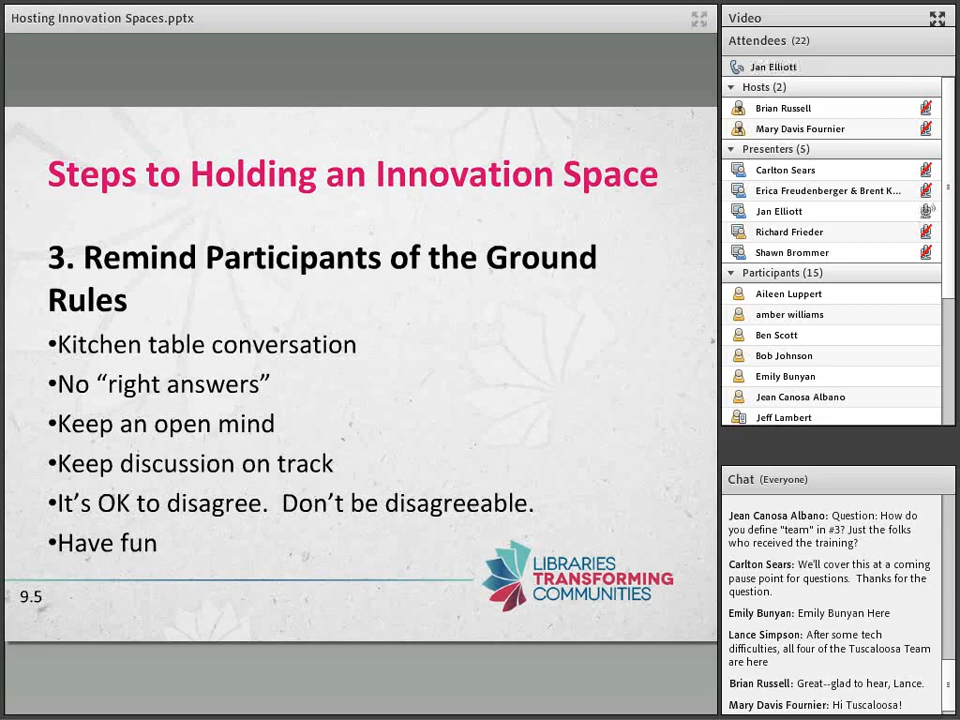 Hosting Innovation Spaces.pptx
Steps to Holding an Innovation Space
3. Remind Participants of the Ground
Rules
•Kitchen table conversation
•No “right answers”
•Keep an open mind
•Keep discussion on track
•It’s OK to disagree.  Don’t be disagreeable.
•Have fun
LIBRARIES
TRANSFORMING
COMMUNITIES
9.5
Video
Attendees (22)
Jan Elliott
Hosts (2)
Brian Russell
Mary Davis Fournier
Presenters (5)
Carlton Sears
Erica Freudenberger & Brent K...
Jan Elliott
Richard Frieder
Shawn Brommer
Participants (15)
Aileen Luppert
amber williams
Ben Scott
Bob Johnson
Emily Bunyan
Jean Canosa Albano
Jeff Lambert
Chat (Everyone)
Jean Canosa Albano: Question: How do
you define "team" in #3? Just the folks
who received the training?
Carlton Sears: We'll cover this at a coming
pause point for questions.  Thanks for the
question.
Emily Bunyan: Emily Bunyan Here
Lance Simpson: After some tech
difficulties, all four of the Tuscaloosa Team
are here
Brian Russell: Great--glad to hear, Lance.
Mary Davis Fournier: Hi Tuscaloosa!